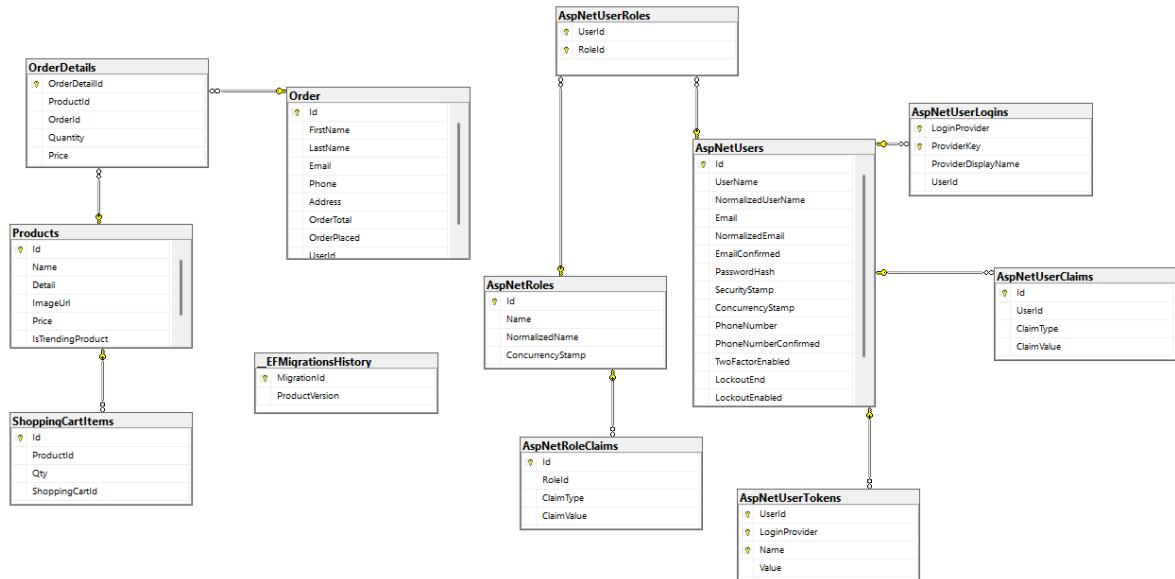 AspNetUserRoles
UserId
RoleId
OrderDetails
OrderDetailId
ProductId
OrderId
Quantity
Price
Order
Id
FirstName
LastName
Email
Phone
Address
OrderTotal
OrderPlaced
UserId
AspNetUserLogins
LoginProvider
ProviderKey
ProviderDisplayName
UserId
AspNetUsers
Id
UserName
NormalizedUserName
Email
NormalizedEmail
EmailConfirmed
PasswordHash
SecurityStamp
ConcurrencyStamp
PhoneNumber
PhoneNumberConfirmed
TwoFactorEnabled
LockoutEnd
LockoutEnabled
Products
Id
Name
Detail
ImageUrl
Price
IsTrendingProduct
AspNetUserClaims
Id
UserId
ClaimType
ClaimValue
AspNetRoles
Id
Name
NormalizedName
ConcurrencyStamp
__EFMigrationsHistory
MigrationId
ProductVersion
ShoppingCartItems
Id
ProductId
Qty
ShoppingCartId
AspNetRoleClaims
Id
RoleId
ClaimType
ClaimValue
AspNetUserTokens
UserId
LoginProvider
Name
Value